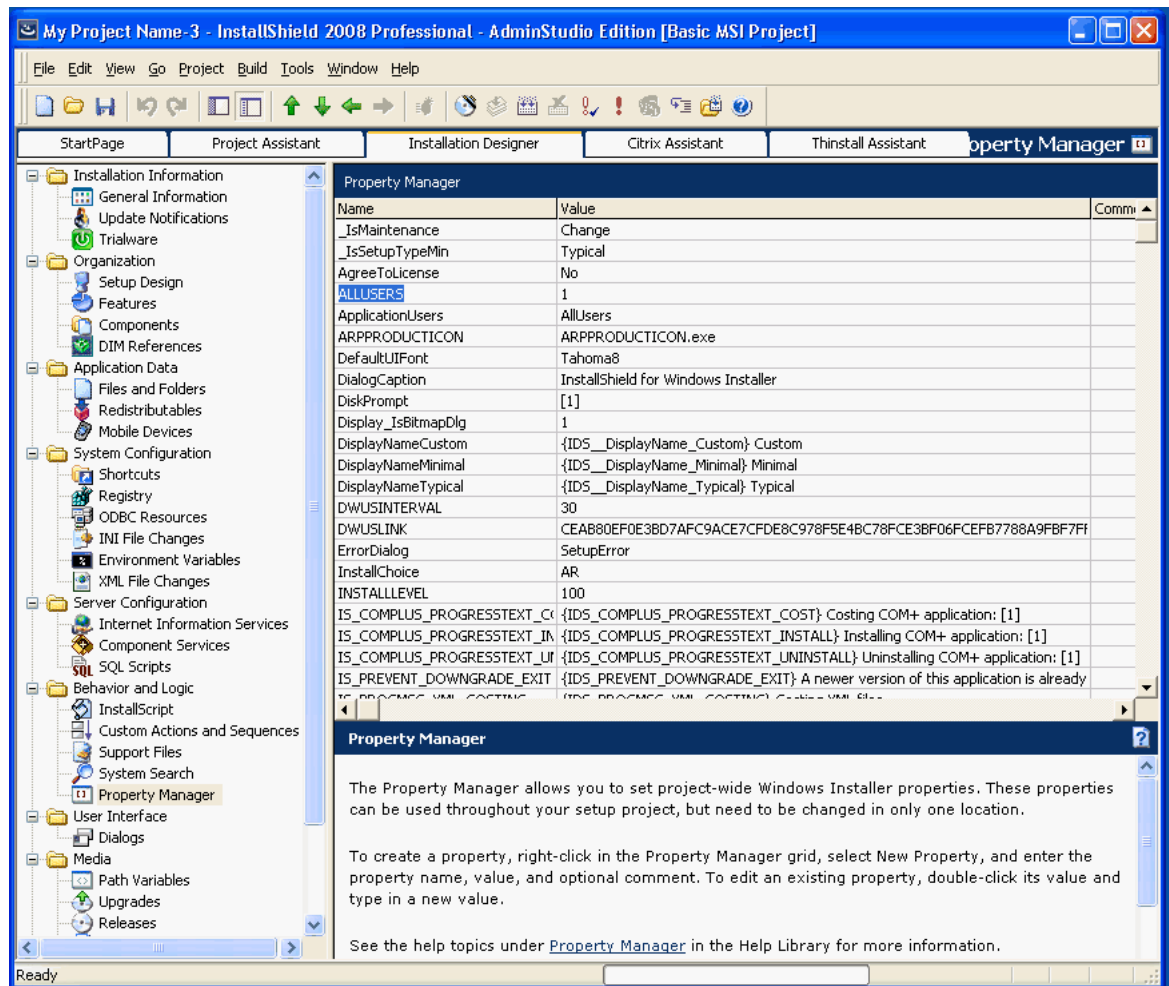 My Project Name-3 - InstallShield 2008 Professional - AdminStudio Edition [Basic MSI Project]
File Edit View Go Project Build Tools Window Help
StartPage Project Assistant Installation Designer Citrix Assistant Thinstall Assistant operty Manager
Installation Information
General Information
Update Notifications
Trialware
Organization
Setup Design
Features
Components
DIM References
Application Data
Files and Folders
Redistributables
Mobile Devices
System Configuration
Shortcuts
Registry
ODBC Resources
INI File Changes
Environment Variables
XML File Changes
Server Configuration
Internet Information Services
Component Services
SQL Scripts
Behavior and Logic
InstallScript
Custom Actions and Sequences
Support Files
System Search
Property Manager
User Interface
Dialogs
Media
Path Variables
Upgrades
Releases
Property Manager
Name Value Comm
_IsMaintenance Change
_IsSetupTypeMin Typical
AgreeToLicense No
ALLUSERS 1
ApplicationUsers AllUsers
ARPPRODUCTICON ARPPRODUCTICON.exe
DefaultUIFont Tahoma8
DialogCaption InstallShield for Windows Installer
DiskPrompt [1]
Display_IsBitmapDlg 1
DisplayNameCustom {IDS__DisplayName_Custom} Custom
DisplayNameMinimal {IDS__DisplayName_Minimal} Minimal
DisplayNameTypical {IDS__DisplayName_Typical} Typical
DWUSINTERVAL 30
DWUSLINK CEAB80EF0E3BD7AFC9ACE7CFDE8C978F5E4BC78FCE3BF06FCEFB7788A9FBF7FF
ErrorDialog SetupError
InstallChoice AR
INSTALLLEVEL 100
IS_COMPLUS_PROGRESSTEXT_CO {IDS_COMPLUS_PROGRESSTEXT_COST} Costing COM+ application: [1]
IS_COMPLUS_PROGRESSTEXT_IN {IDS_COMPLUS_PROGRESSTEXT_INSTALL} Installing COM+ application: [1]
IS_COMPLUS_PROGRESSTEXT_UN {IDS_COMPLUS_PROGRESSTEXT_UNINSTALL} Uninstalling COM+ application: [1]
IS_PREVENT_DOWNGRADE_EXIT {IDS_PREVENT_DOWNGRADE_EXIT} A newer version of this application is already
IS_PROGMSG_XML_COSTING {IDS_PROGMSG_XML_COSTING} Costing XML files
Property Manager
The Property Manager allows you to set project-wide Windows Installer properties. These properties
can be used throughout your setup project, but need to be changed in only one location.
To create a property, right-click in the Property Manager grid, select New Property, and enter the
property name, value, and optional comment. To edit an existing property, double-click its value and
type in a new value.
See the help topics under Property Manager in the Help Library for more information.
Ready